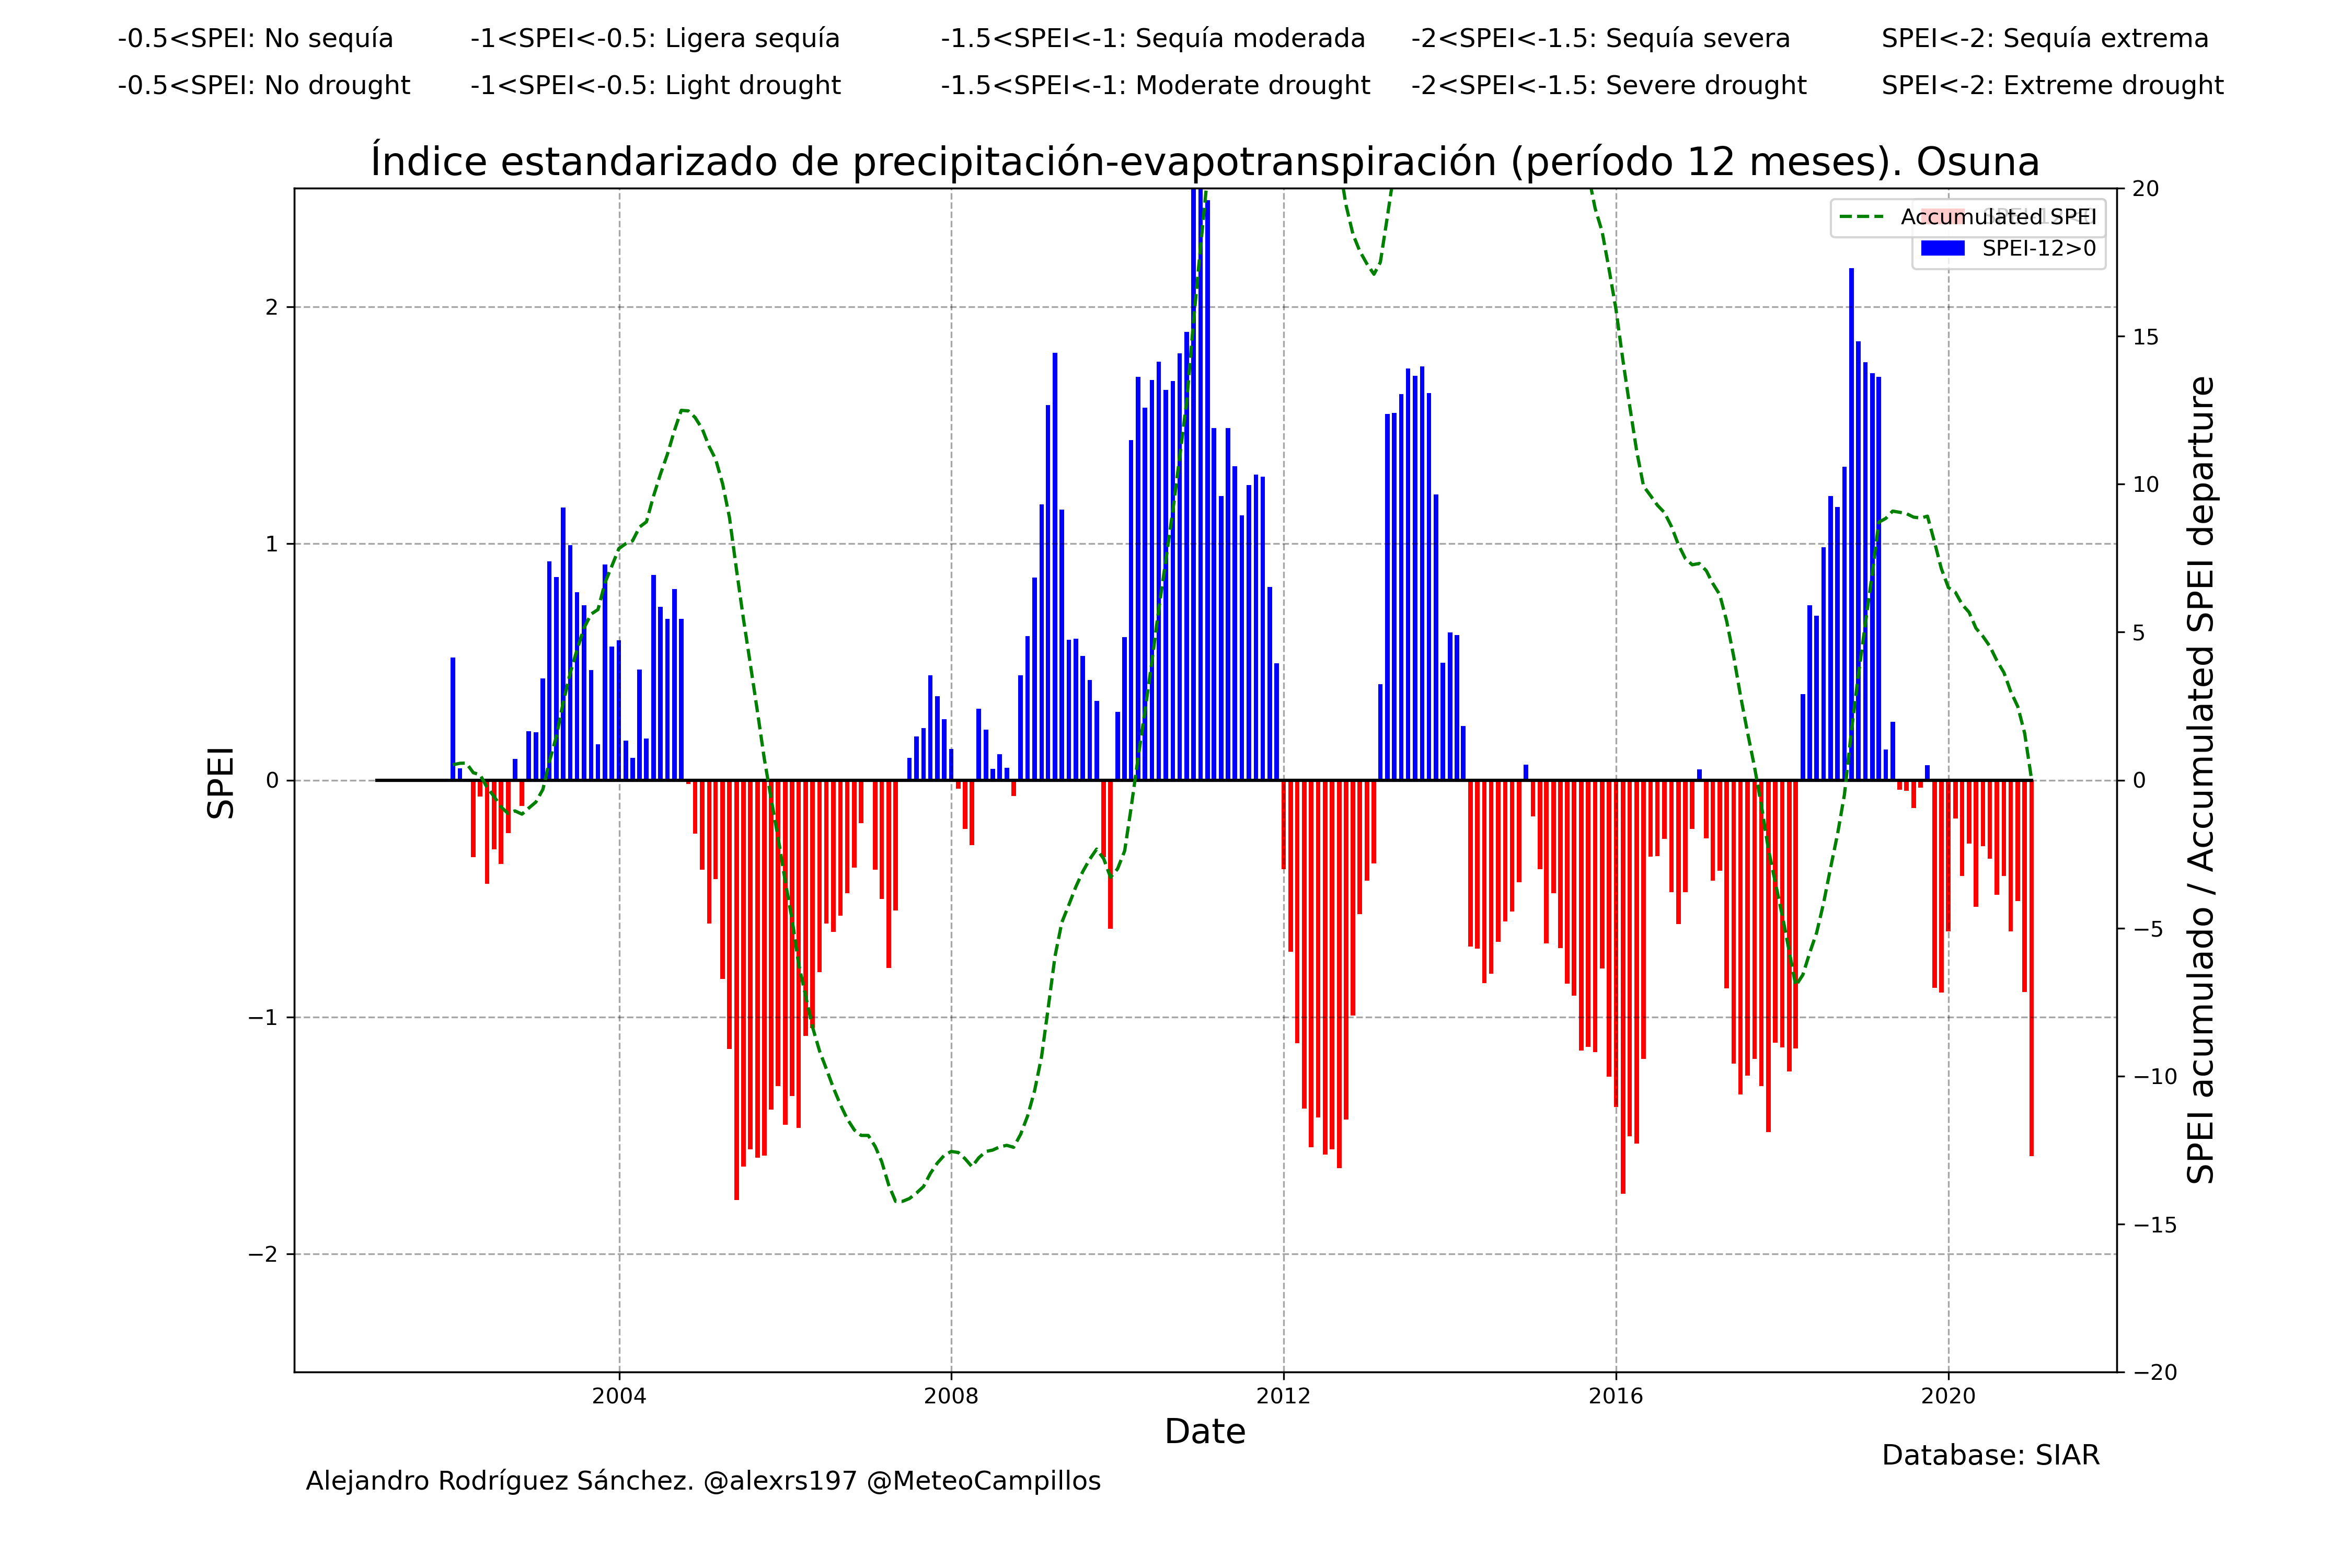 -0.5<SPEI: No sequía -1<SPEI<-0.5: Ligera sequía -1.5<SPEI<-1: Sequía moderada -2<SPEI<-1.5: Sequía severa SPEI<-2: Sequía extrema
-0.5<SPEI: No drought -1<SPEI<-0.5: Light drought -1.5<SPEI<-1: Moderate drought -2<SPEI<-1.5: Severe drought SPEI<-2: Extreme drought
Índice estandarizado de precipitación-evapotranspiración (período 12 meses). Osuna
Accumulated SPEI
SPEI-12>0
SPEI
2
1
0
−1
−2
20
15
10
5
0
−5
−10
−15
−20
SPEI acumulado / Accumulated SPEI departure
2004 2008 2012 2016 2020
Date
Database: SIAR
Alejandro Rodríguez Sánchez. @alexrs197 @MeteoCampillos